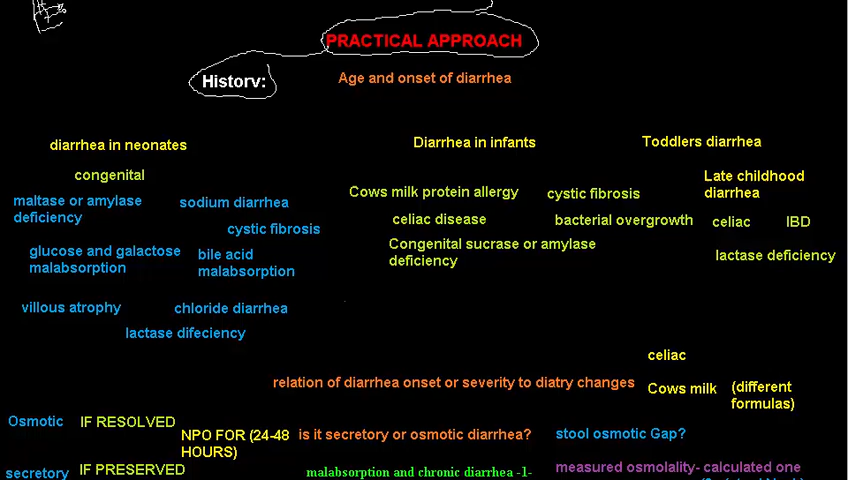 PRACTICAL APPROACH
History:
Age and onset of diarrhea
diarrhea in neonates
Diarrhea in infants
Toddlers diarrhea
congenital
Late childhood
diarrhea
maltase or amylase
deficiency
sodium diarrhea
Cows milk protein allergy
cystic fibrosis
cystic fibrosis
celiac disease
bacterial overgrowth
celiac
IBD
glucose and galactose
malabsorption
bile acid
malabsorption
Congenital sucrase or amylase
deficiency
lactase deficiency
villous atrophy
chloride diarrhea
lactase difeciency
celiac
relation of diarrhea onset or severity to diatry changes
Cows milk
(different
formulas)
Osmotic
IF RESOLVED
NPO FOR (24-48
HOURS)
is it secretory or osmotic diarrhea?
stool osmotic Gap?
secretory
IF PRESERVED
malabsorption and chronic diarrhea -1-
measured osmolality- calculated one